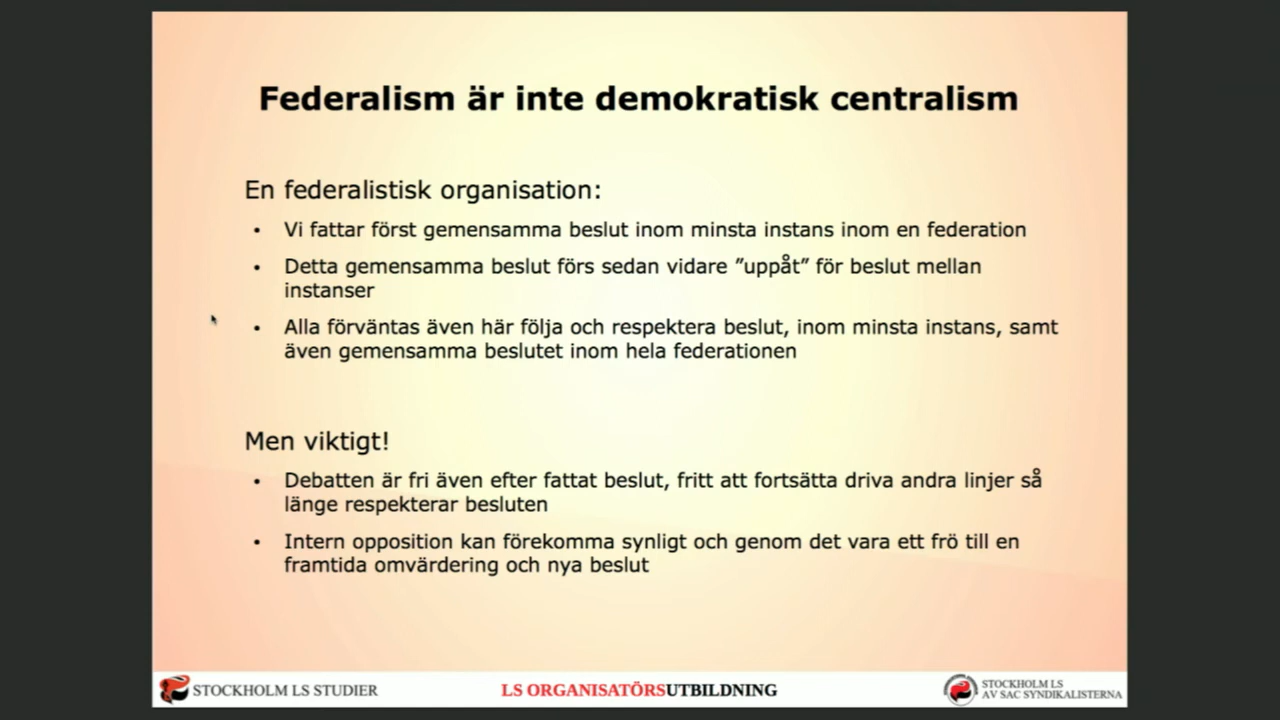 Federalism är inte demokratisk centralism
En federalistisk organisation:
• Vi fattar först gemensamma beslut inom minsta instans inom en federation
• Detta gemensamma beslut förs sedan vidare ”uppåt” för beslut mellan
instanser
• Alla förväntas även här följa och respektera beslut, inom minsta instans, samt
även gemensamma beslutet inom hela federationen
Men viktigt!
• Debatten är fri även efter fattat beslut, fritt att fortsätta driva andra linjer så
länge respekterar besluten
• Intern opposition kan förekomma synligt och genom det vara ett frö till en
framtida omvärdering och nya beslut
STOCKHOLM LS STUDIER
LS ORGANISATÖRSUTBILDNING
STOCKHOLM LS
AV SAC SYNDIKALISTERNA